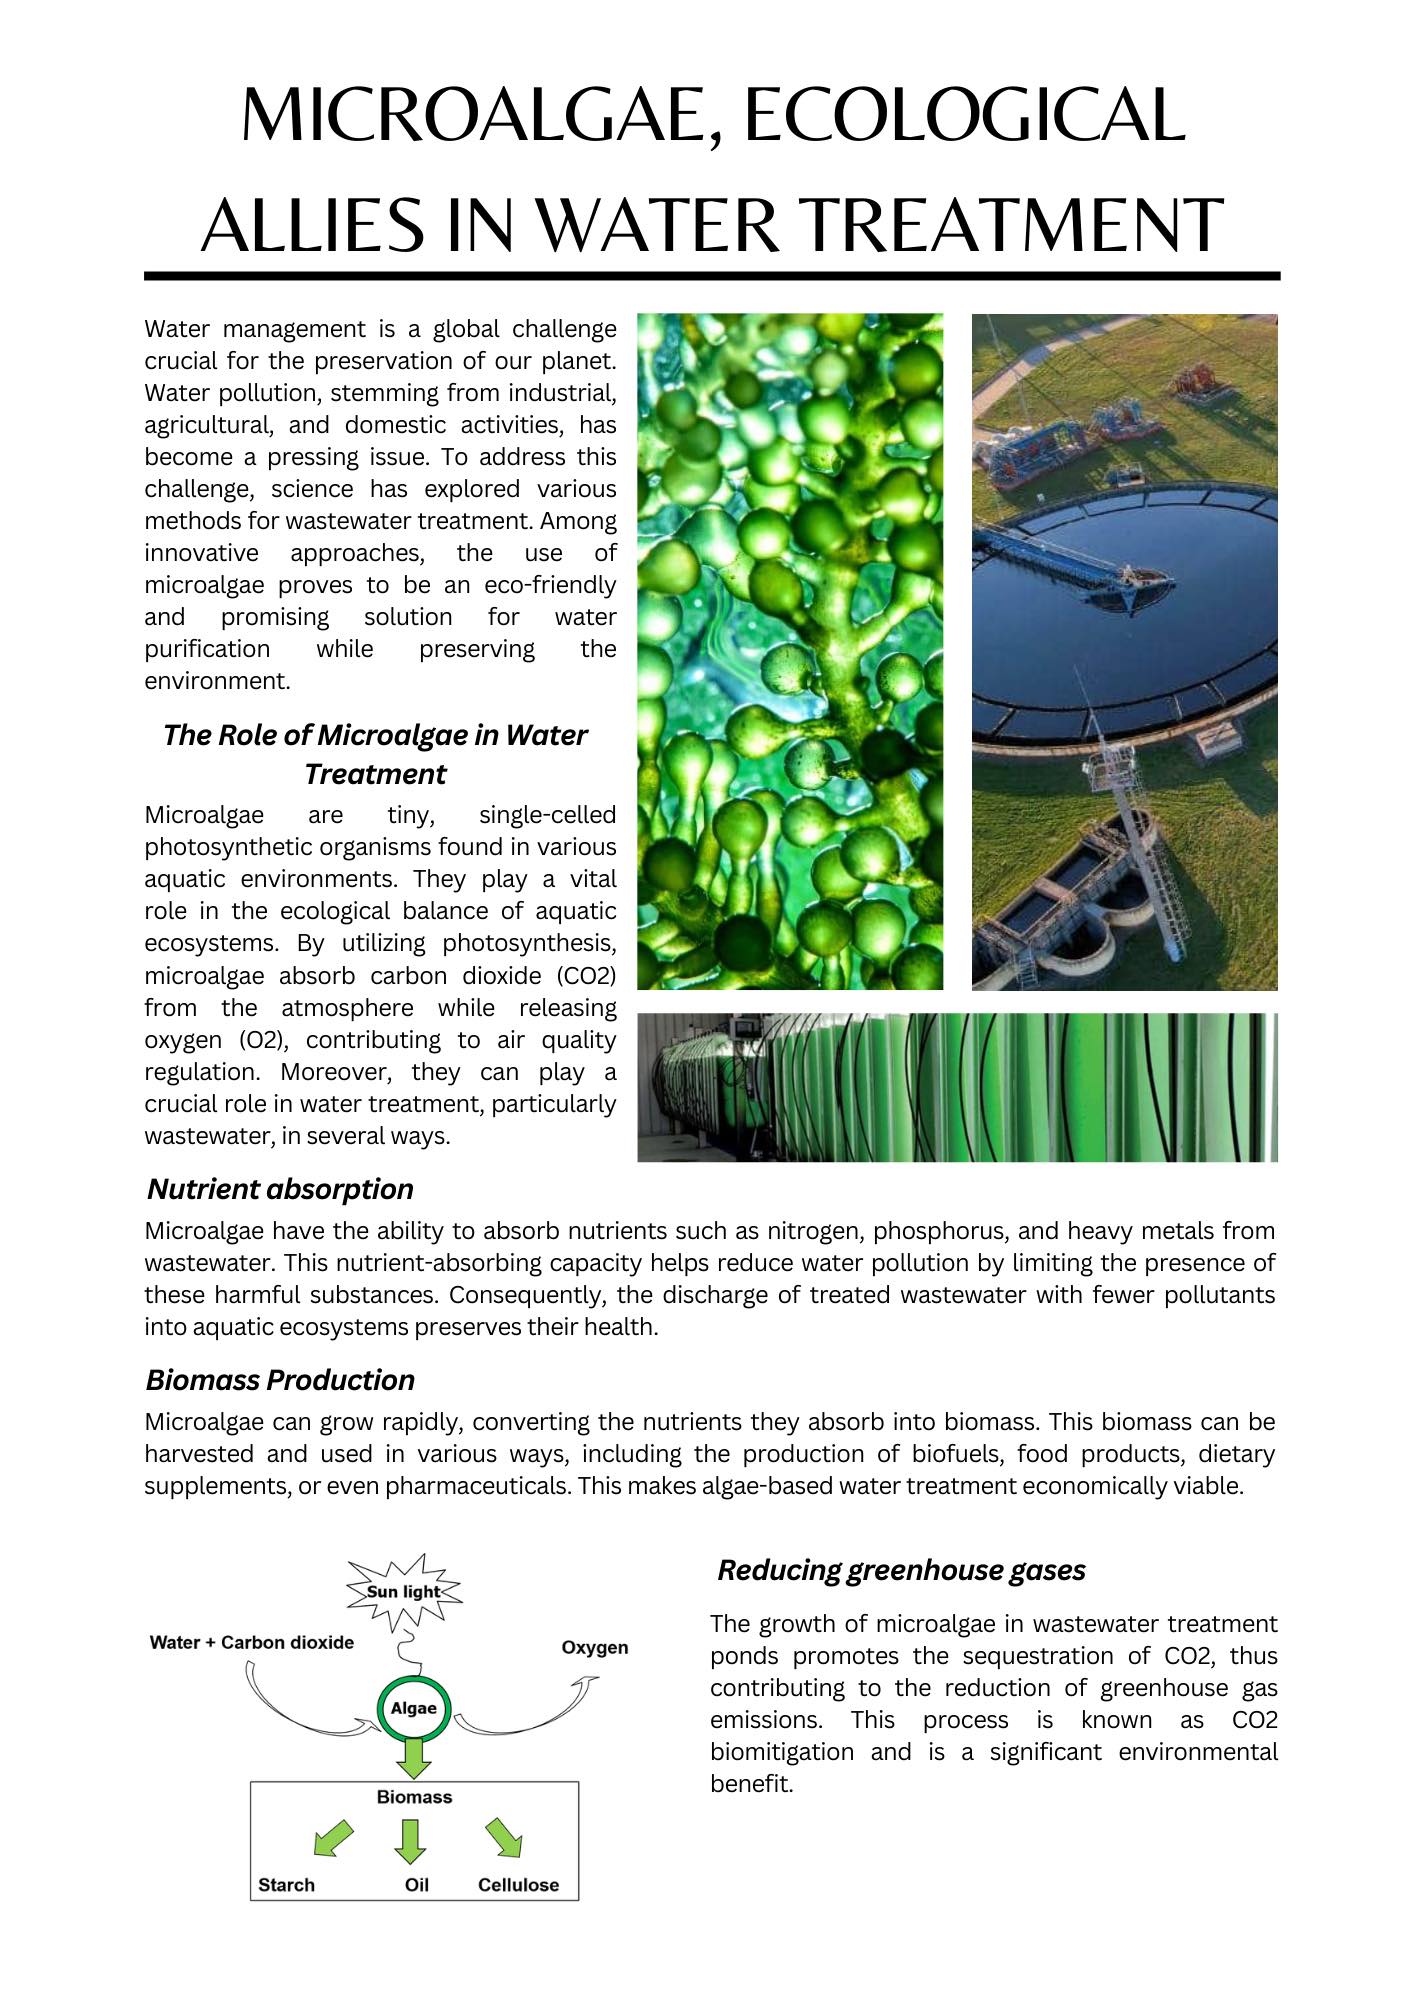 MICROALGAE, ECOLOGICAL
ALLIES IN WATER TREATMENT
Water management is a global challenge
crucial for the preservation of our planet.
Water pollution, stemming from industrial,
agricultural, and domestic activities, has
become a pressing issue. To address this
challenge, science has explored various
methods for wastewater treatment. Among
innovative approaches, the use of
microalgae proves to be an eco-friendly
and promising solution for water
purification while preserving the
environment.
The Role of Microalgae in Water
Treatment
Microalgae are tiny, single-celled
photosynthetic organisms found in various
aquatic environments. They play a vital
role in the ecological balance of aquatic
ecosystems. By utilizing photosynthesis,
microalgae absorb carbon dioxide (CO2)
from the atmosphere while releasing
oxygen (O2), contributing to air quality
regulation. Moreover, they can play a
crucial role in water treatment, particularly
wastewater, in several ways.
Nutrient absorption
Microalgae have the ability to absorb nutrients such as nitrogen, phosphorus, and heavy metals from
wastewater. This nutrient-absorbing capacity helps reduce water pollution by limiting the presence of
these harmful substances. Consequently, the discharge of treated wastewater with fewer pollutants
into aquatic ecosystems preserves their health.
Biomass Production
Microalgae can grow rapidly, converting the nutrients they absorb into biomass. This biomass can be
harvested and used in various ways, including the production of biofuels, food products, dietary
supplements, or even pharmaceuticals. This makes algae-based water treatment economically viable.
Sun light
Water + Carbon dioxide
Oxygen
Algae
Biomass
Starch
Oil
Cellulose
Reducing greenhouse gases
The growth of microalgae in wastewater treatment
ponds promotes the sequestration of CO2, thus
contributing to the reduction of greenhouse gas
emissions. This process is known as CO2
biomitigation and is a significant environmental
benefit.